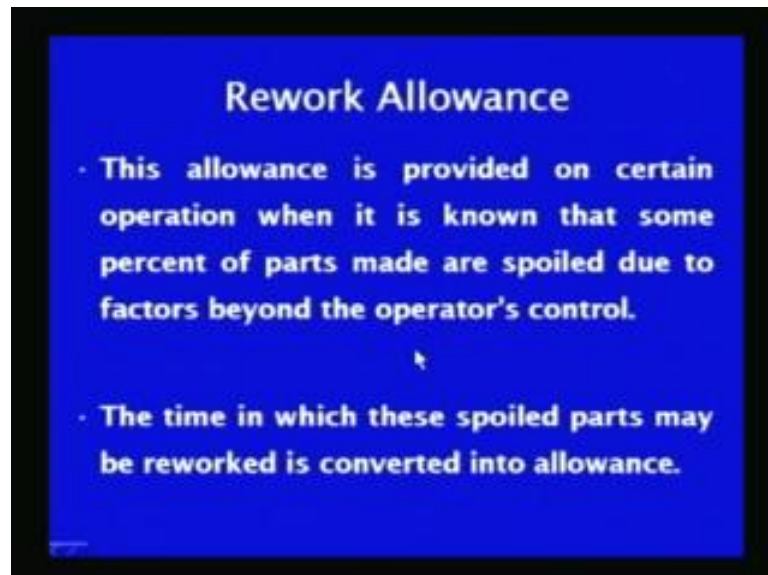 Rework Allowance
· This allowance is provided on certain
operation when it is known that some
percent of parts made are spoiled due to
factors beyond the operator's control.
· The time in which these spoiled parts may
be reworked is converted into allowance.